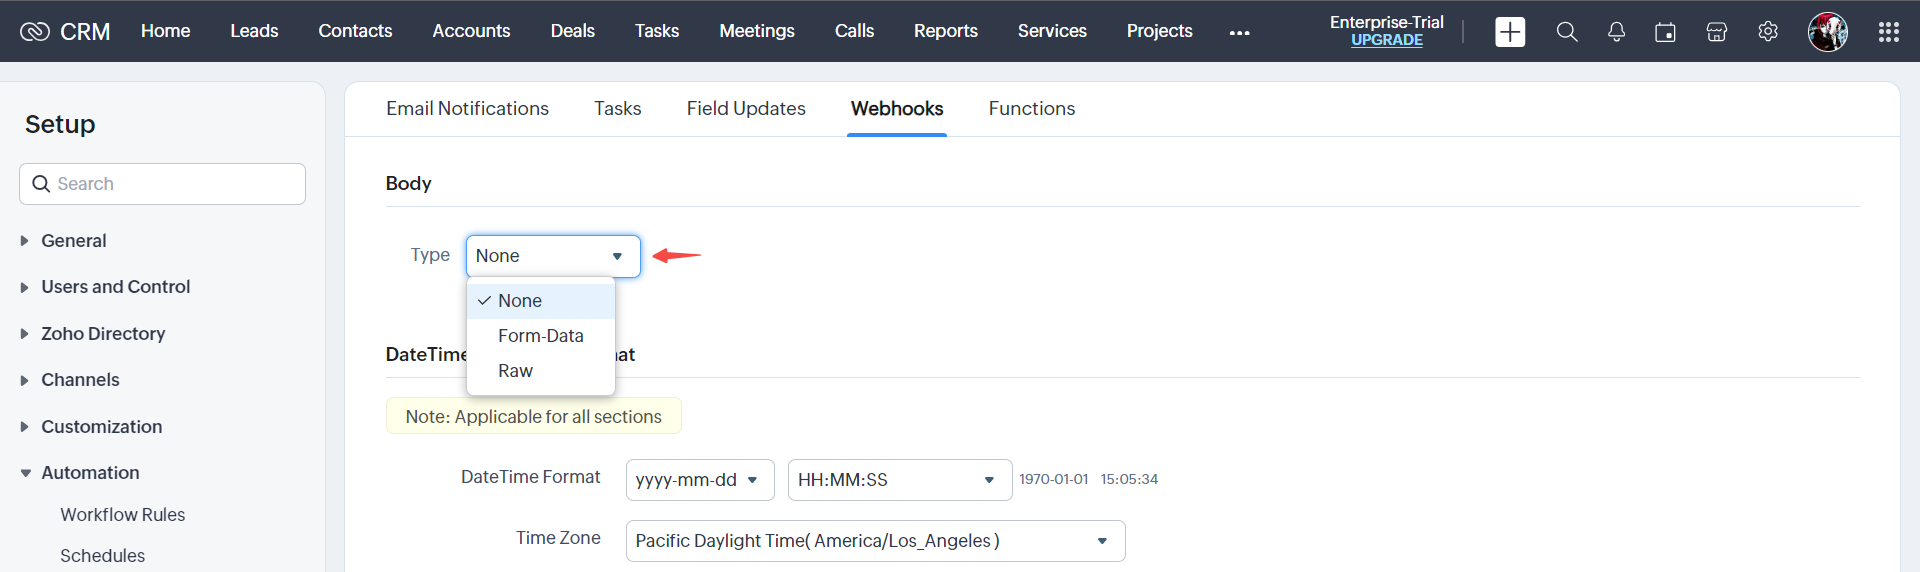 CRM Home Leads Contacts Accounts Deals Tasks Meetings Calls Reports Services Projects ... Enterprise-Trial
UPGRADE
Setup
Search
General
Users and Control
Zoho Directory
Channels
Customization
Automation
Workflow Rules
Schedules
Email Notifications Tasks Field Updates Webhooks Functions
Body
Type None
None
Form-Data
Raw
DateTime at
Note: Applicable for all sections
DateTime Format yyyy-mm-dd HH:MM:SS 1970-01-01 15:05:34
Time Zone Pacific Daylight Time( America/Los_Angeles )